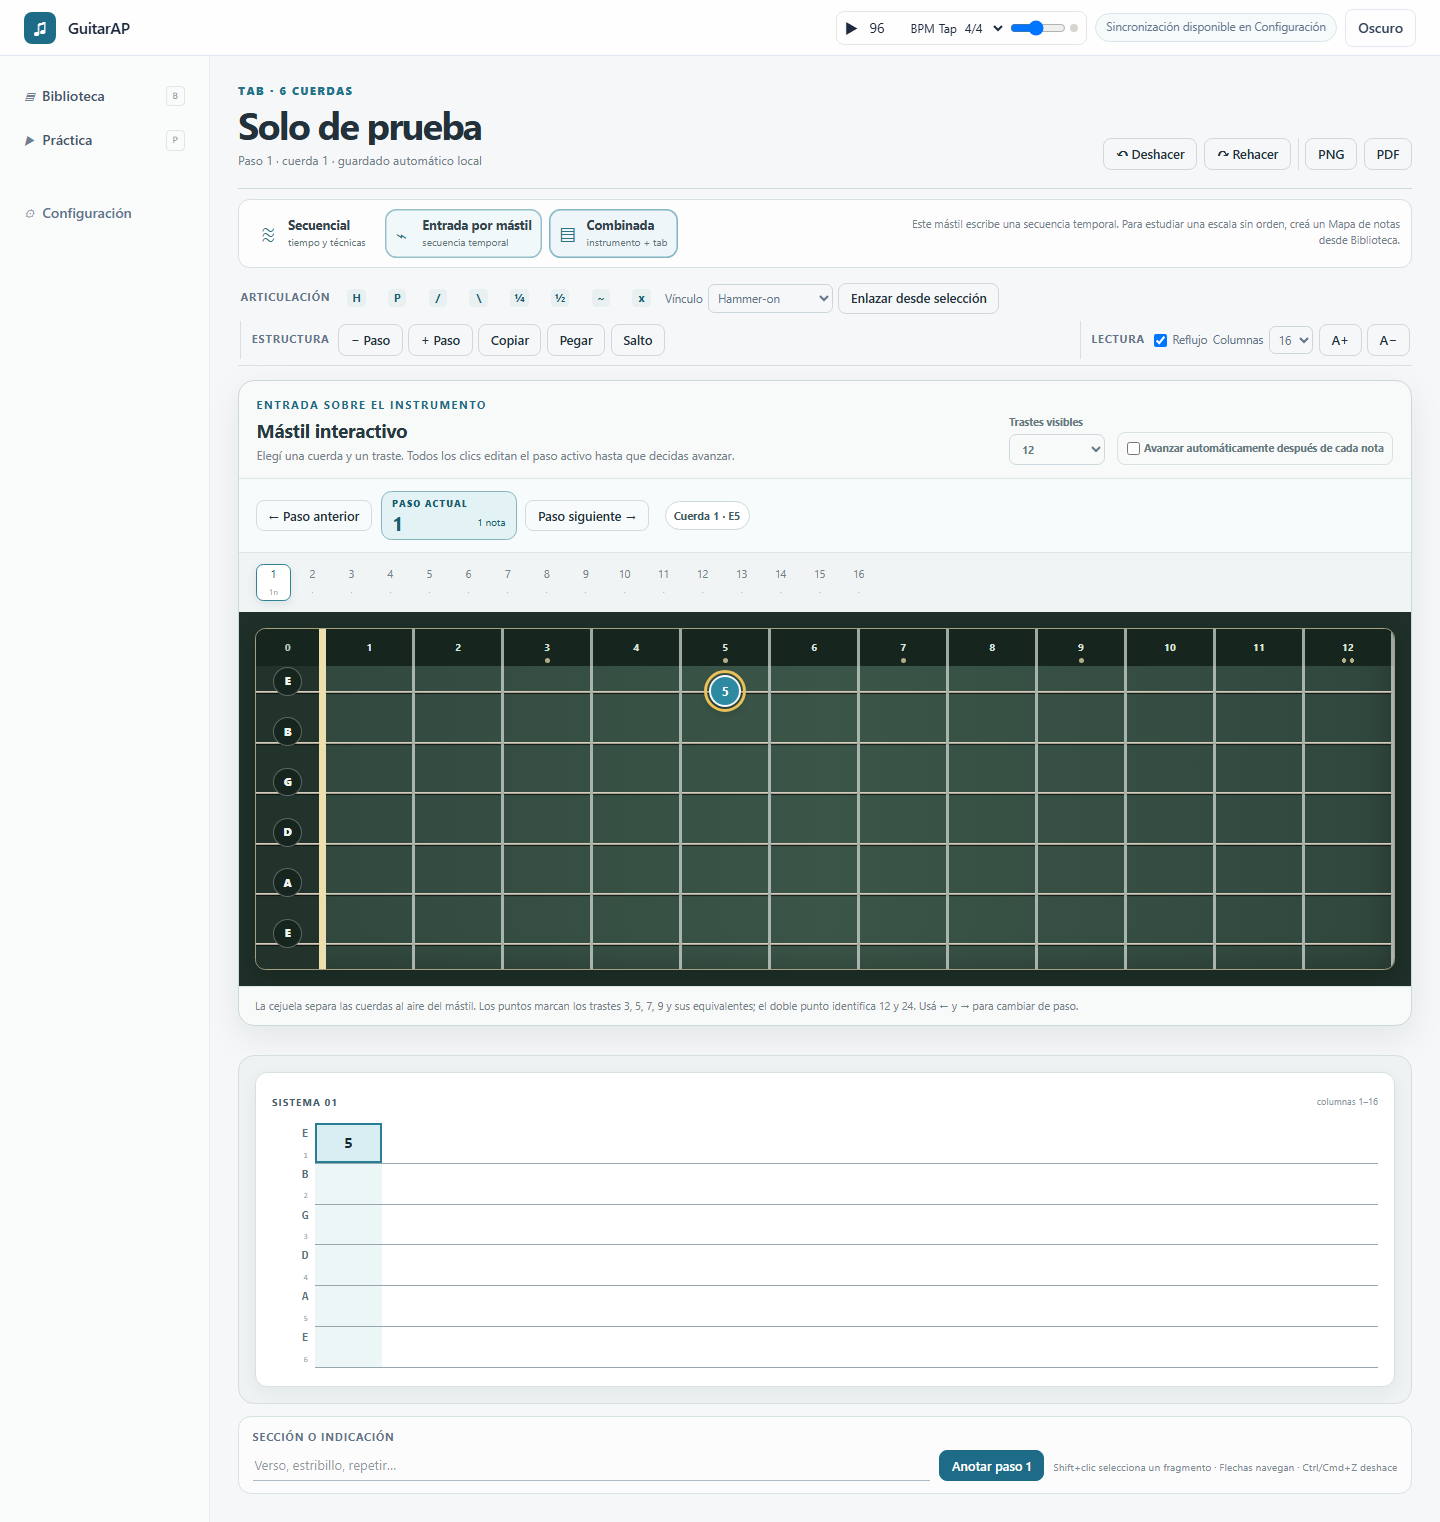 GuitarAP
96 BPM Tap 4/4
Sincronización disponible en Configuración
Oscuro
Biblioteca B
Práctica P
Configuración
TAB · 6 CUERDAS
Solo de prueba
Paso 1 · cuerda 1 · guardado automático local
↶ Deshacer
↷ Rehacer
PNG
PDF
Secuencial
tiempo y técnicas
Entrada por mástil
secuencia temporal
Combinada
instrumento + tab
Este mástil escribe una secuencia temporal. Para estudiar una escala sin orden, creá un Mapa de notas
desde Biblioteca.
ARTICULACIÓN H P / \ ¼ ½ ~ x Vínculo Hammer-on Enlazar desde selección
ESTRUCTURA − Paso + Paso Copiar Pegar Salto
LECTURA Reflujo Columnas 16 A+ A−
ENTRADA SOBRE EL INSTRUMENTO
Mástil interactivo
Elegí una cuerda y un traste. Todos los clics editan el paso activo hasta que decidas avanzar.
Trastes visibles
12
Avanzar automáticamente después de cada nota
← Paso anterior
PASO ACTUAL
1 1 nota
Paso siguiente →
Cuerda 1 · E5
1 2 3 4 5 6 7 8 9 10 11 12 13 14 15 16
1n
0 1 2 3 4 5 6 7 8 9 10 11 12
E 5
B
G
D
A
E
La cejuela separa las cuerdas al aire del mástil. Los puntos marcan los trastes 3, 5, 7, 9 y sus equivalentes; el doble punto identifica 12 y 24. Usá ← y → para cambiar de paso.
SISTEMA 01
columnas 1–16
E 5
1
B
2
G
3
D
4
A
5
E
6
SECCIÓN O INDICACIÓN
Verso, estribillo, repetir...
Anotar paso 1
Shift+clic selecciona un fragmento · Flechas navegan · Ctrl/Cmd+Z deshace